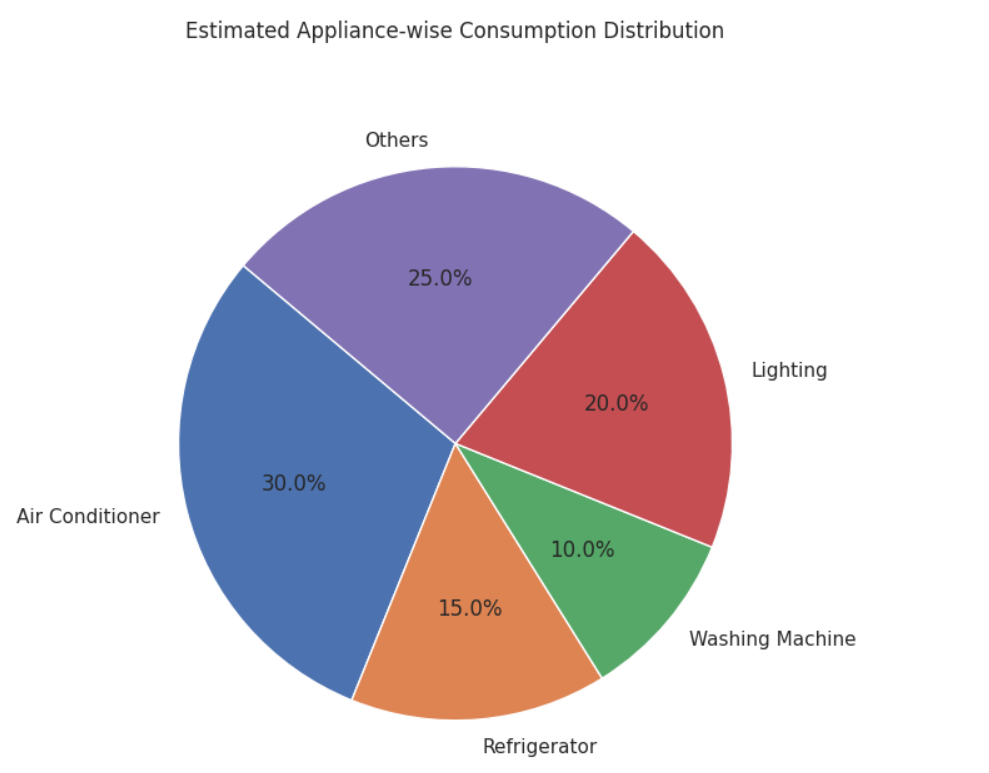 Estimated Appliance-wise Consumption Distribution
Others
25.0%
Lighting
20.0%
30.0%
Air Conditioner
10.0%
15.0%
Washing Machine
Refrigerator